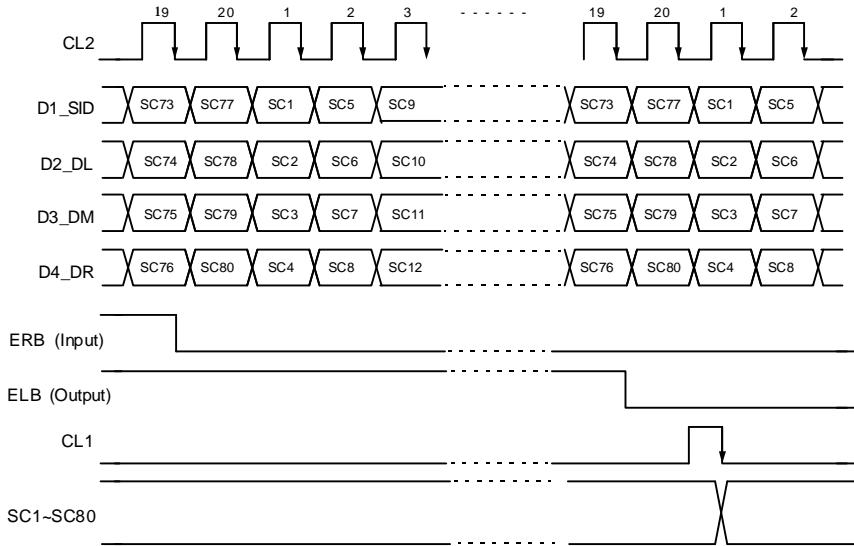 19 20 1 2 3 19 20 1 2
CL2
D1_SID SC73 SC77 SC1 SC5 SC9 SC73 SC77 SC1 SC5
D2_DL SC74 SC78 SC2 SC6 SC10 SC74 SC78 SC2 SC6
D3_DM SC75 SC79 SC3 SC7 SC11 SC75 SC79 SC3 SC7
D4_DR SC76 SC80 SC4 SC8 SC12 SC76 SC80 SC4 SC8
ERB (Input)
ELB (Output)
CL1
SC1~SC80